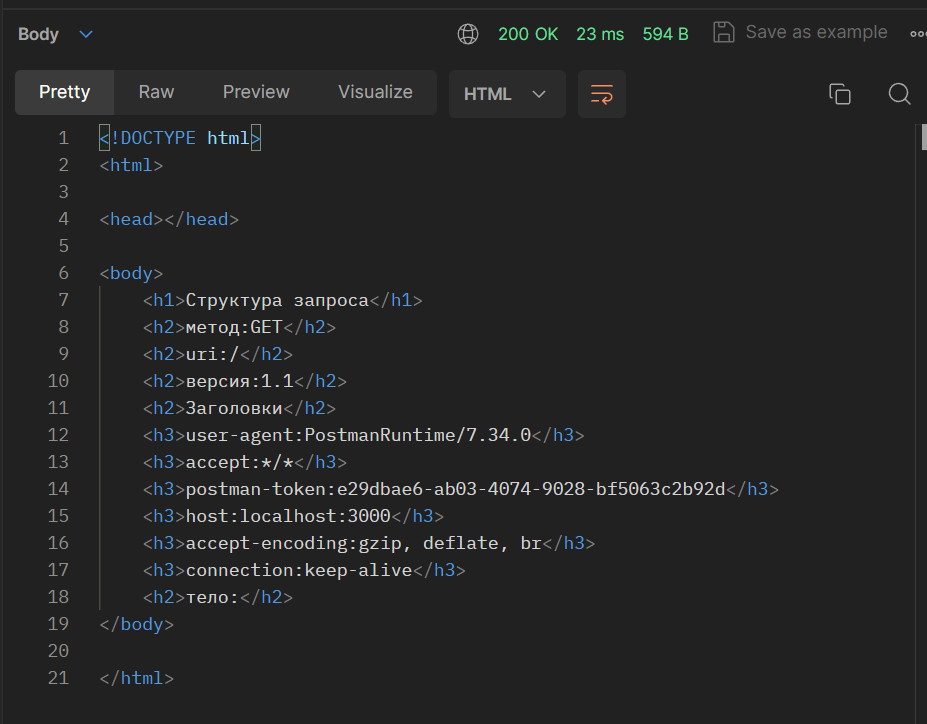 Body 200 OK 23 ms 594 B Save as example
Pretty Raw Preview Visualize HTML
1 <!DOCTYPE html>
2 <html>
3
4 <head></head>
5
6 <body>
7 <h1>Структура запроса</h1>
8 <h2>метод:GET</h2>
9 <h2>uri:/</h2>
10 <h2>версия:1.1</h2>
11 <h2>Заголовки</h2>
12 <h3>user-agent:PostmanRuntime/7.34.0</h3>
13 <h3>accept:*/*</h3>
14 <h3>postman-token:e29dbae6-ab03-4074-9028-bf5063c2b92d</h3>
15 <h3>host:localhost:3000</h3>
16 <h3>accept-encoding:gzip, deflate, br</h3>
17 <h3>connection:keep-alive</h3>
18 <h2>тело:</h2>
19 </body>
20
21 </html>